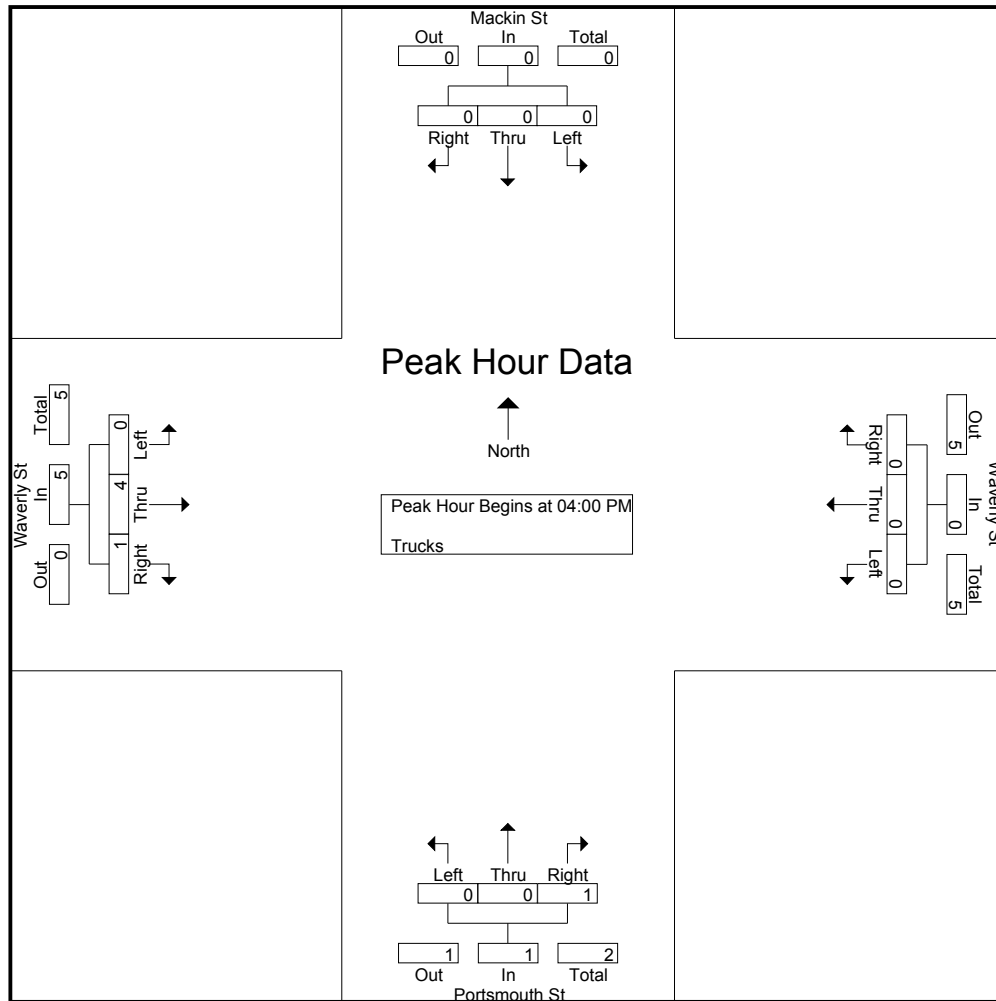 Mackin St
Out In Total
0 0 0
0 0 0
Right Thru Left
Peak Hour Data
North
Peak Hour Begins at 04:00 PM
Trucks
Waverly St
Total In Out
5 5 0
0 4 1
Left Thru Right
Waverly St
Out In Total
5 0 5
0 0 0
Right Thru Left
Left Thru Right
0 0 1
1 1 2
Out In Total
Portsmouth St